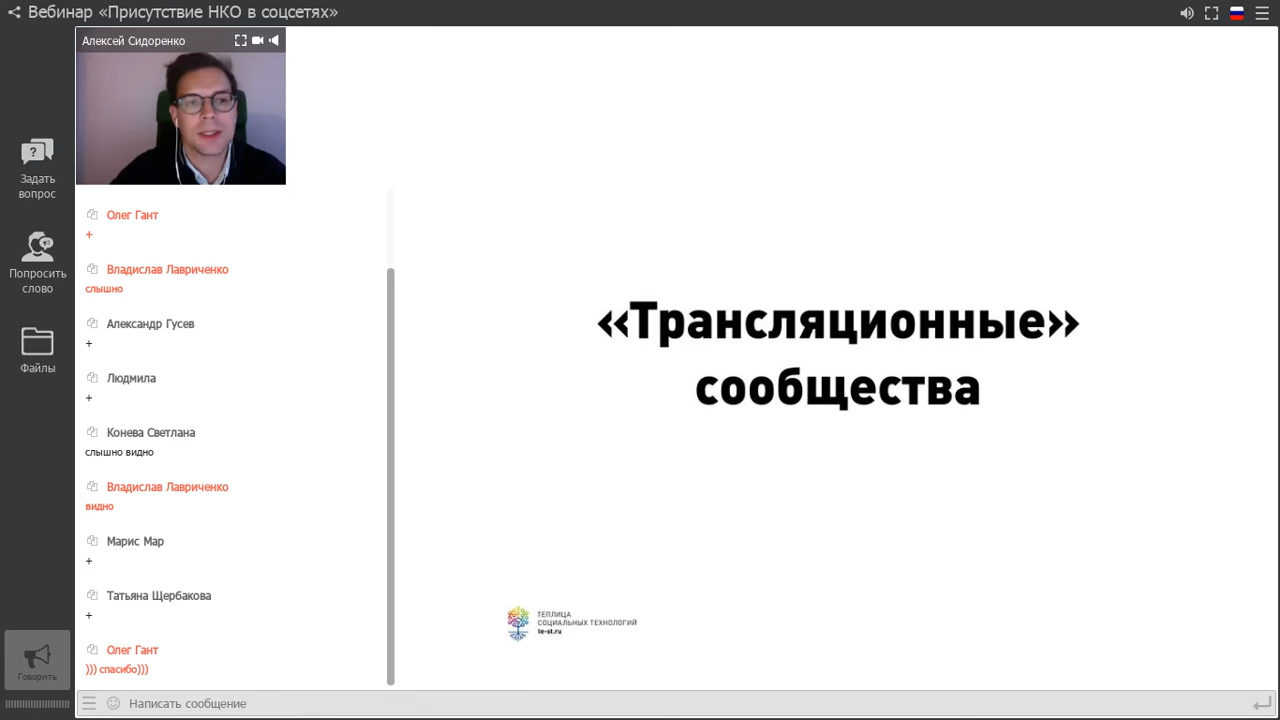 Вебинар «Присутствие НКО в соцсетях»
Алексей Сидоренко
Задать
вопрос
Попросить
слово
Файлы
Говорить
Олег Гант
+
Владислав Лавриченко
слышно
Александр Гусев
+
Людмила
+
Конева Светлана
слышно видно
Владислав Лавриченко
видно
Марис Мар
+
Татьяна Щербакова
+
Олег Гант
))) спасибо)))
Написать сообщение
«Трансляционные»
сообщества
ТЕПЛИЦА
СОЦИАЛЬНЫХ ТЕХНОЛОГИЙ
te-st.ru